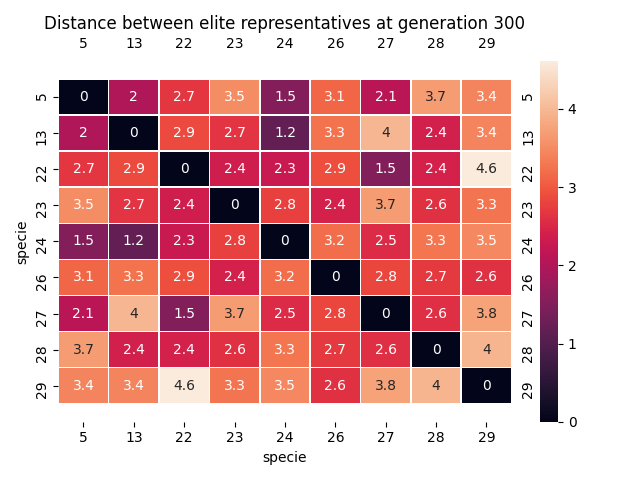 Distance between elite representatives at generation 300
5 13 22 23 24 26 27 28 29
5 0 2 2.7 3.5 1.5 3.1 2.1 3.7 3.4 5
13 2 0 2.9 2.7 1.2 3.3 4 2.4 3.4 13
22 2.7 2.9 0 2.4 2.3 2.9 1.5 2.4 4.6 22
23 3.5 2.7 2.4 0 2.8 2.4 3.7 2.6 3.3 23
24 1.5 1.2 2.3 2.8 0 3.2 2.5 3.3 3.5 24
26 3.1 3.3 2.9 2.4 3.2 0 2.8 2.7 2.6 26
27 2.1 4 1.5 3.7 2.5 2.8 0 2.6 3.8 27
28 3.7 2.4 2.4 2.6 3.3 2.7 2.6 0 4 28
29 3.4 3.4 4.6 3.3 3.5 2.6 3.8 4 0 29
5 13 22 23 24 26 27 28 29
specie
specie
4
3
2
1
0